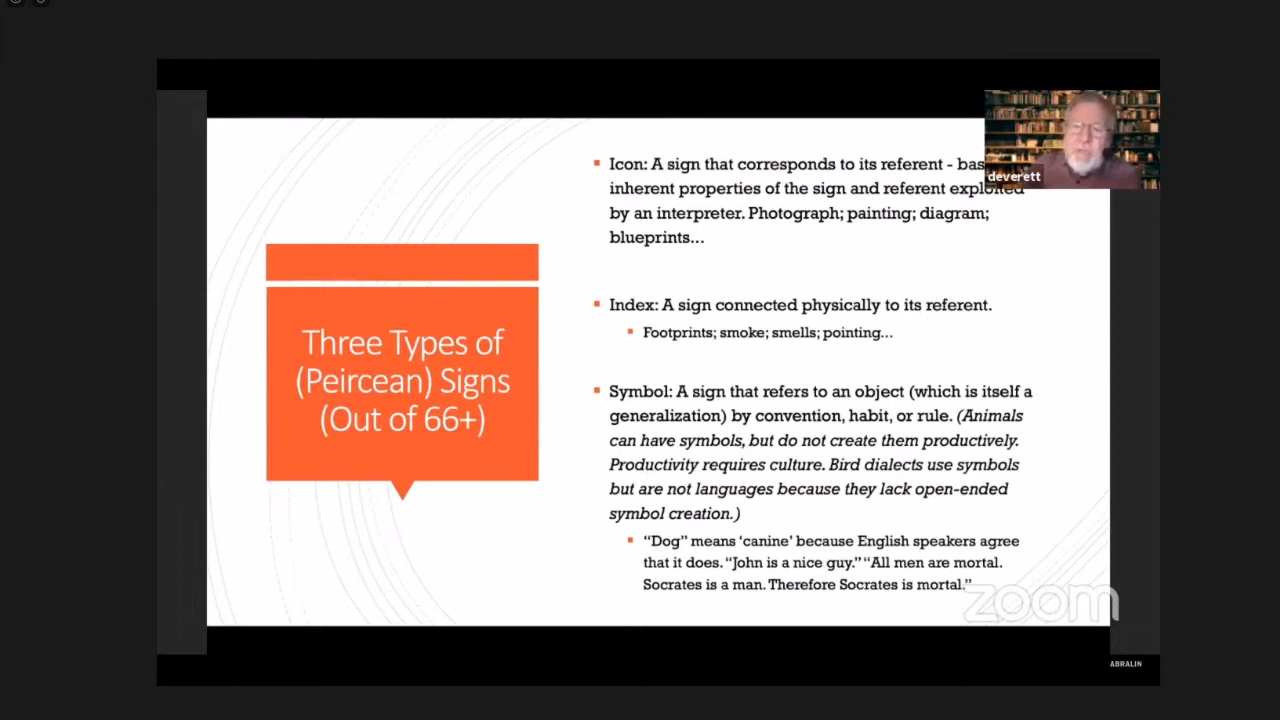 Three Types of
(Peircean) Signs
(Out of 66+)
Icon: A sign that corresponds to its referent - bas
inherent properties of the sign and referent exploited
by an interpreter. Photograph; painting; diagram;
blueprints...
Index: A sign connected physically to its referent.
Footprints; smoke; smells; pointing...
Symbol: A sign that refers to an object (which is itself a
generalization) by convention, habit, or rule. (Animals
can have symbols, but do not create them productively.
Productivity requires culture. Bird dialects use symbols
but are not languages because they lack open-ended
symbol creation.)
“Dog” means ‘canine’ because English speakers agree
that it does. “John is a nice guy.” “All men are mortal.
Socrates is a man. Therefore Socrates is mortal.”
deverett
zoom
ABRALIN